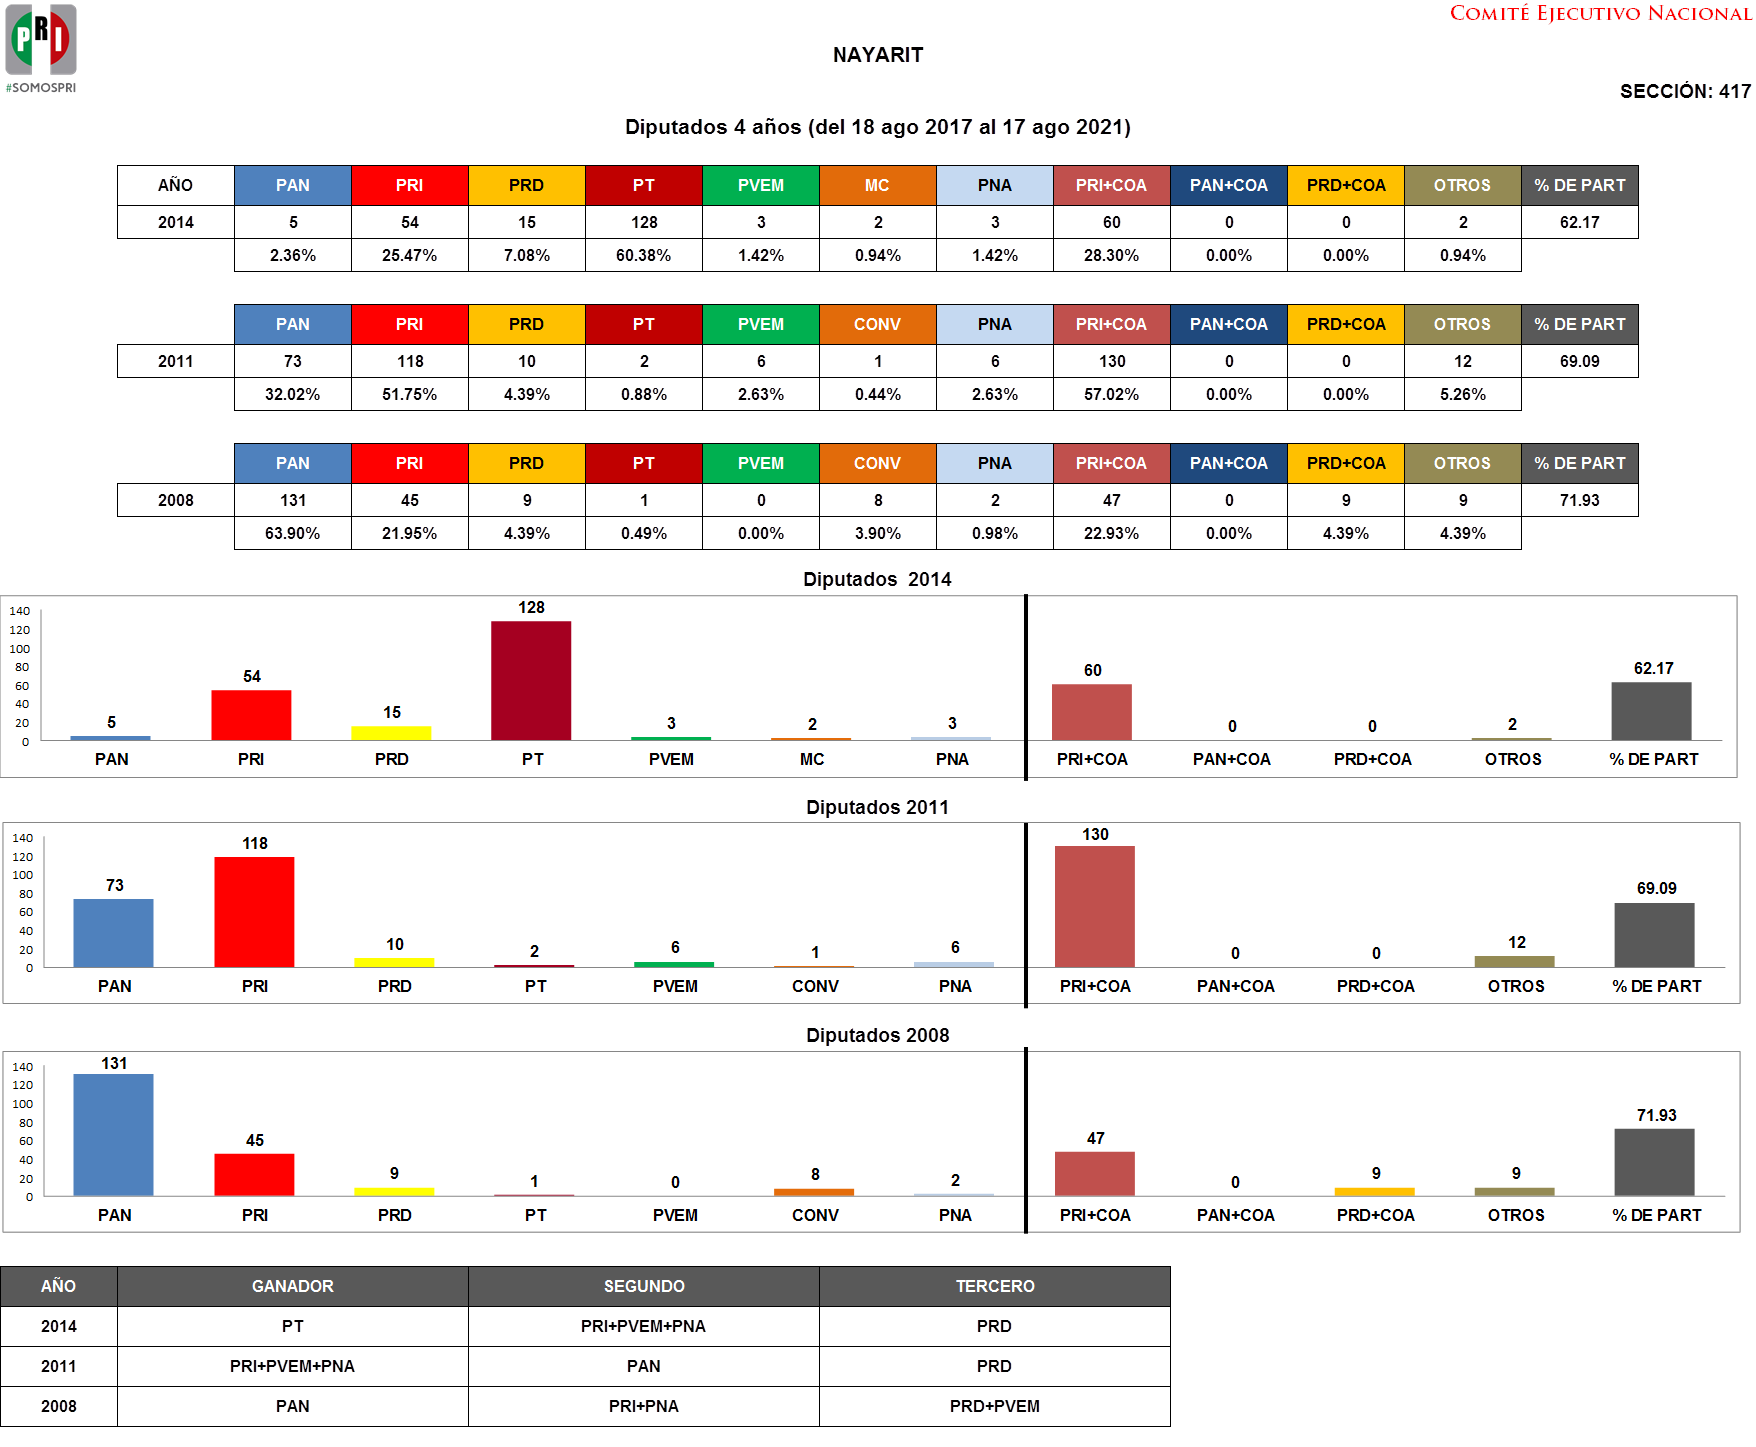 PRI
#SOMOSPRI
COMITÉ EJECUTIVO NACIONAL
NAYARIT
SECCIÓN: 417
Diputados 4 años (del 18 ago 2017 al 17 ago 2021)
AÑO PAN PRI PRD PT PVEM MC PNA PRI+COA PAN+COA PRD+COA OTROS % DE PART
2014 5 54 15 128 3 2 3 60 0 0 2 62.17
2.36% 25.47% 7.08% 60.38% 1.42% 0.94% 1.42% 28.30% 0.00% 0.00% 0.94%
PAN PRI PRD PT PVEM CONV PNA PRI+COA PAN+COA PRD+COA OTROS % DE PART
2011 73 118 10 2 6 1 6 130 0 0 12 69.09
32.02% 51.75% 4.39% 0.88% 2.63% 0.44% 2.63% 57.02% 0.00% 0.00% 5.26%
PAN PRI PRD PT PVEM CONV PNA PRI+COA PAN+COA PRD+COA OTROS % DE PART
2008 131 45 9 1 0 8 2 47 0 9 9 71.93
63.90% 21.95% 4.39% 0.49% 0.00% 3.90% 0.98% 22.93% 0.00% 4.39% 4.39%
Diputados 2014
140
120
100
80
60
40
20
0
5 54 15 128 3 2 3 60 0 0 2 62.17
PAN PRI PRD PT PVEM MC PNA PRI+COA PAN+COA PRD+COA OTROS % DE PART
Diputados 2011
140
120
100
80
60
40
20
0
73 118 10 2 6 1 6 130 0 0 12 69.09
PAN PRI PRD PT PVEM CONV PNA PRI+COA PAN+COA PRD+COA OTROS % DE PART
Diputados 2008
140
120
100
80
60
40
20
0
131 45 9 1 0 8 2 47 0 9 9 71.93
PAN PRI PRD PT PVEM CONV PNA PRI+COA PAN+COA PRD+COA OTROS % DE PART
AÑO GANADOR SEGUNDO TERCERO
2014 PT PRI+PVEM+PNA PRD
2011 PRI+PVEM+PNA PAN PRD
2008 PAN PRI+PNA PRD+PVEM